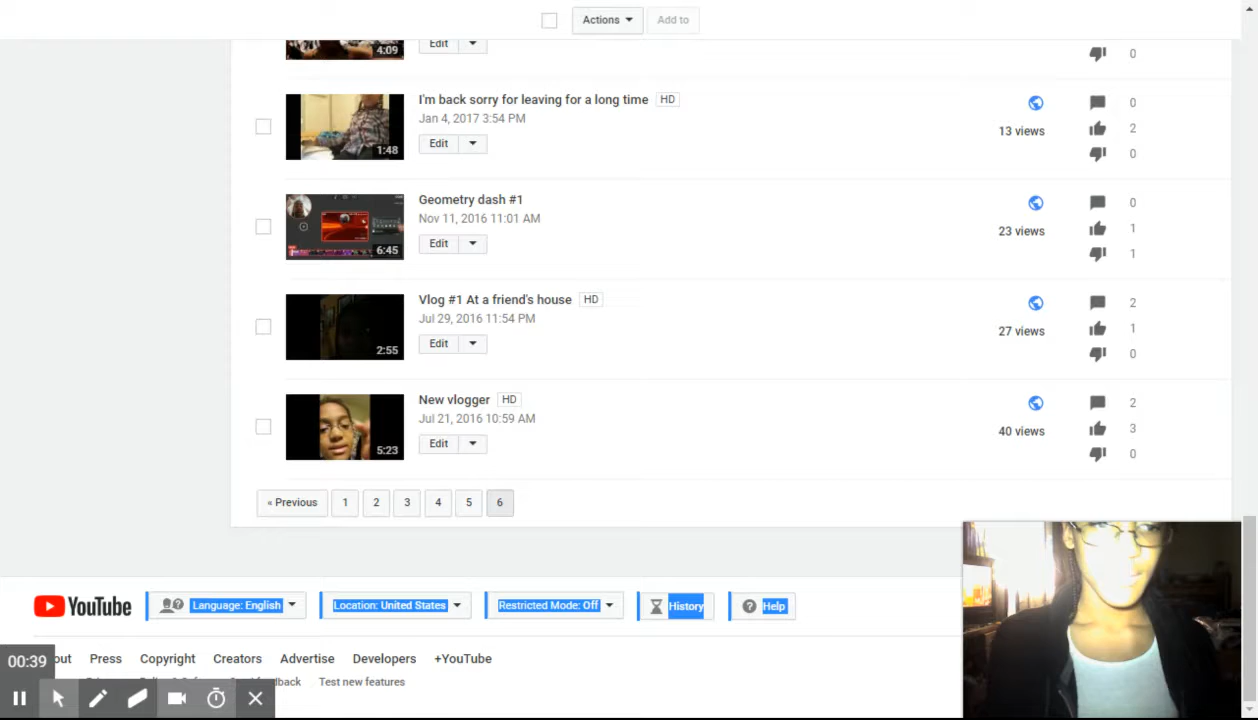 Actions Add to
4:09 Edit 0
I'm back sorry for leaving for a long time HD 0
Jan 4, 2017 3:54 PM
13 views 2
1:48 Edit 0
Geometry dash #1 0
Nov 11, 2016 11:01 AM
23 views 1
6:45 Edit 1
Vlog #1 At a friend's house HD 2
Jul 29, 2016 11:54 PM
27 views 1
2:55 Edit 0
New vlogger HD 2
Jul 21, 2016 10:59 AM
40 views 3
5:23 Edit 0
« Previous 1 2 3 4 5 6
YouTube Language: English Location: United States Restricted Mode: Off History Help
00:39 out Press Copyright Creators Advertise Developers +YouTube
dback Test new features